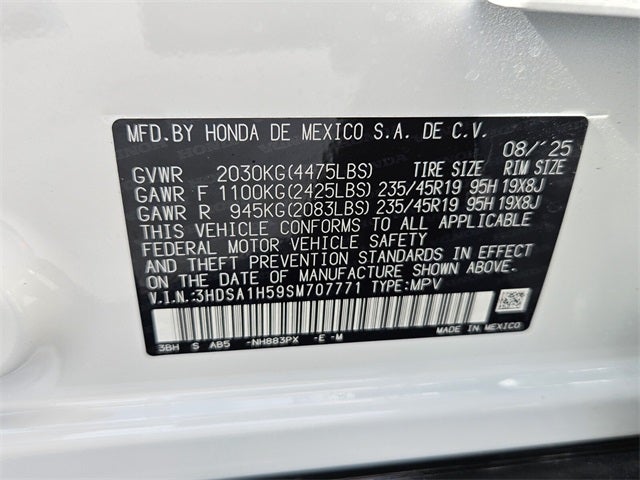 MFD.BY HONDA DE MEXICO S.A. DE C.V.
08/'25
GVWR 2030KG(4475LBS) TIRE SIZE RIM SIZE
GAWR F 1100KG(2425LBS) 235/45R19 95H 19X8J
GAWR R 945KG(2083LBS) 235/45R19 95H 19X8J
THIS VEHICLE CONFORMS TO ALL APPLICABLE
FEDERAL MOTOR VEHICLE SAFETY
AND THEFT PREVENTION STANDARDS IN EFFECT
ON THE DATE OF MANUFACTURE SHOWN ABOVE.
V.I.N.:3HDSA1H59SM707771 TYPE:MPV
3BH S AB5 -NH883PX -E -M
MADE IN MEXICO